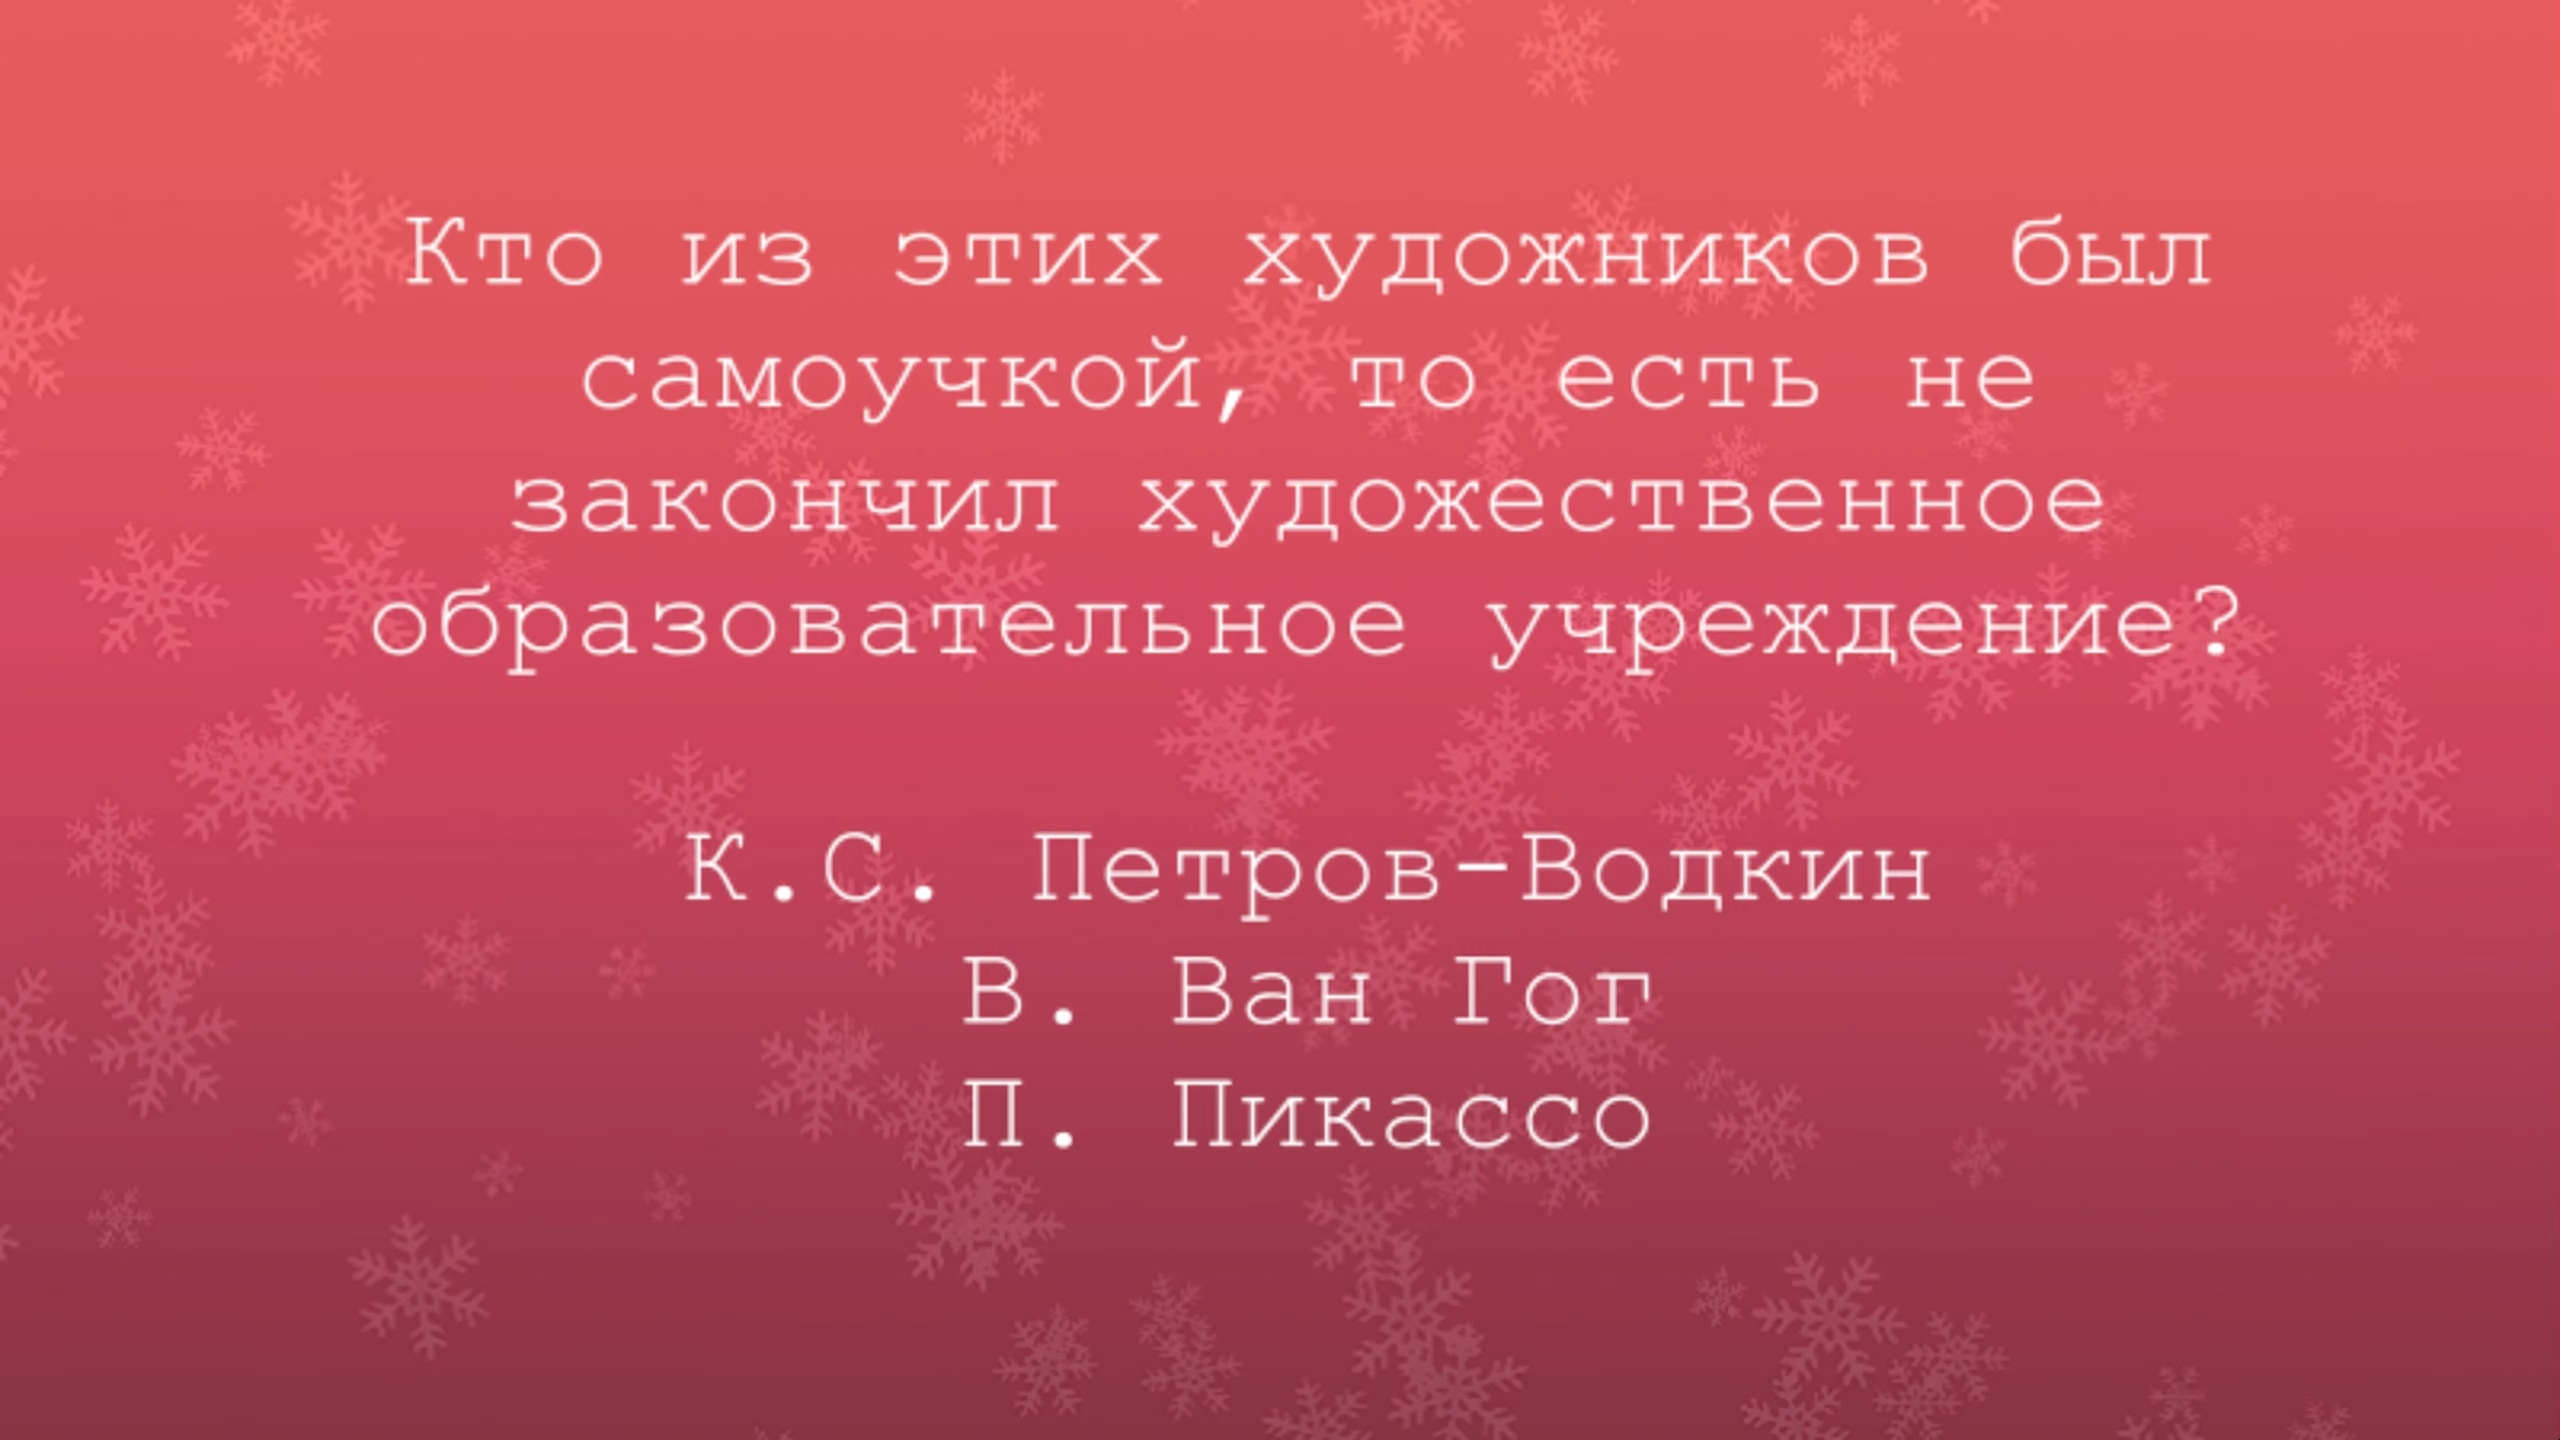 Кто из этих художников был
самоучкой, то есть не
закончил художественное
образовательное учреждение?
К.С. Петров-Водкин
В. Ван Гог
П. Пикассо